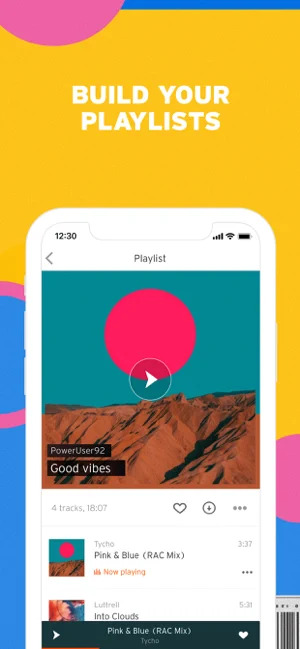 BUILD YOUR
PLAYLISTS
12:30
Playlist
PowerUser92
Good vibes
4 tracks, 18:07
Tycho
3:37
Pink & Blue (RAC Mix)
Now playing
Luttrell
5:31
Into Clouds
Pink & Blue (RAC Mix)
Tycho